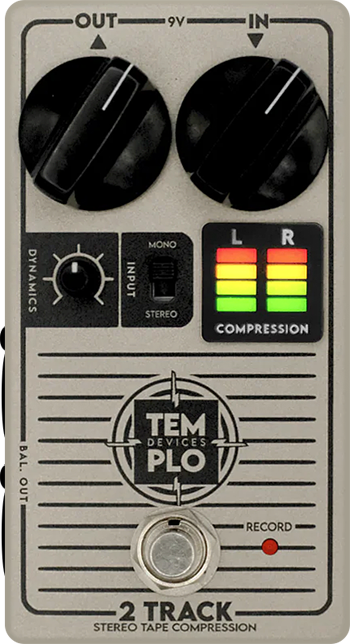 OUT
9V
IN
L R
MONO
DYNAMICS
INPUT
STEREO
COMPRESSION
TEM
DEVICES
PLO
BAL. OUT
RECORD
2 TRACK
STEREO TAPE COMPRESSION